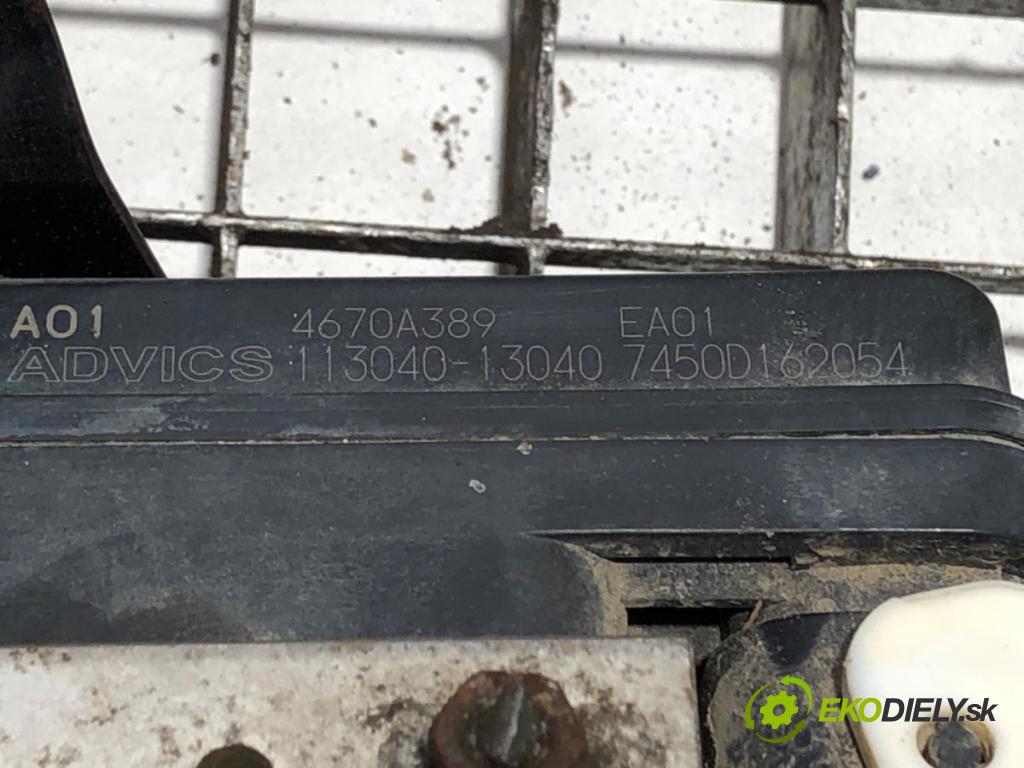 A01 4670A389 EA01
ADVICS 113040-13040 7450D162054
EKODIELY.sk